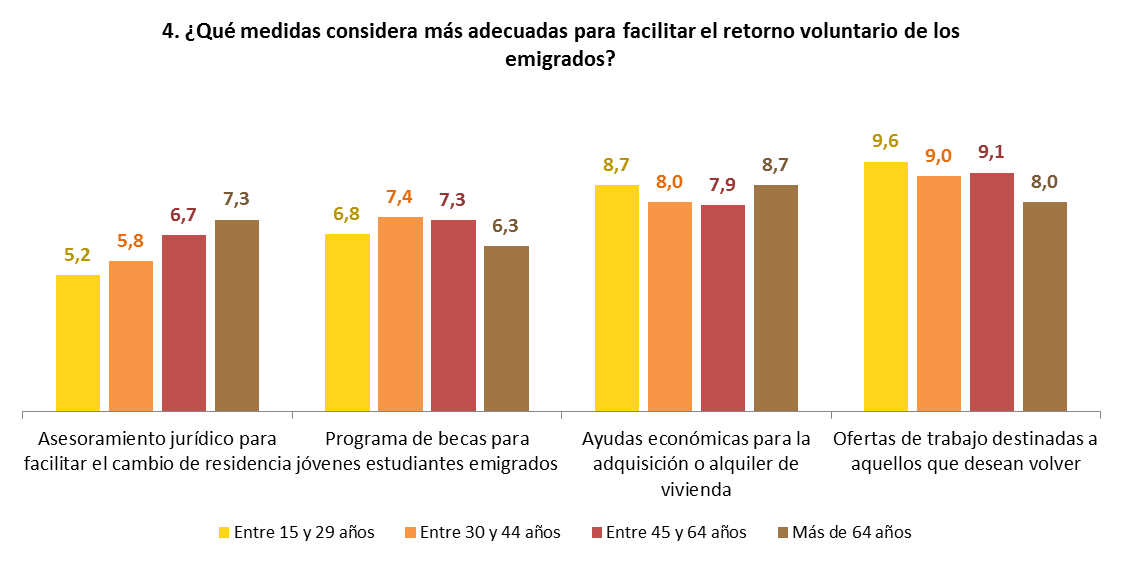 4. ¿Qué medidas considera más adecuadas para facilitar el retorno voluntario de los
emigrados?
5,2
5,8
6,7
7,3
6,8
7,4
7,3
6,3
8,7
8,0
7,9
8,7
9,6
9,0
9,1
8,0
Asesoramiento jurídico para
facilitar el cambio de residencia
Programa de becas para
jóvenes estudiantes emigrados
Ayudas económicas para la
adquisición o alquiler de
vivienda
Ofertas de trabajo destinadas a
aquellos que desean volver
Entre 15 y 29 años
Entre 30 y 44 años
Entre 45 y 64 años
Más de 64 años